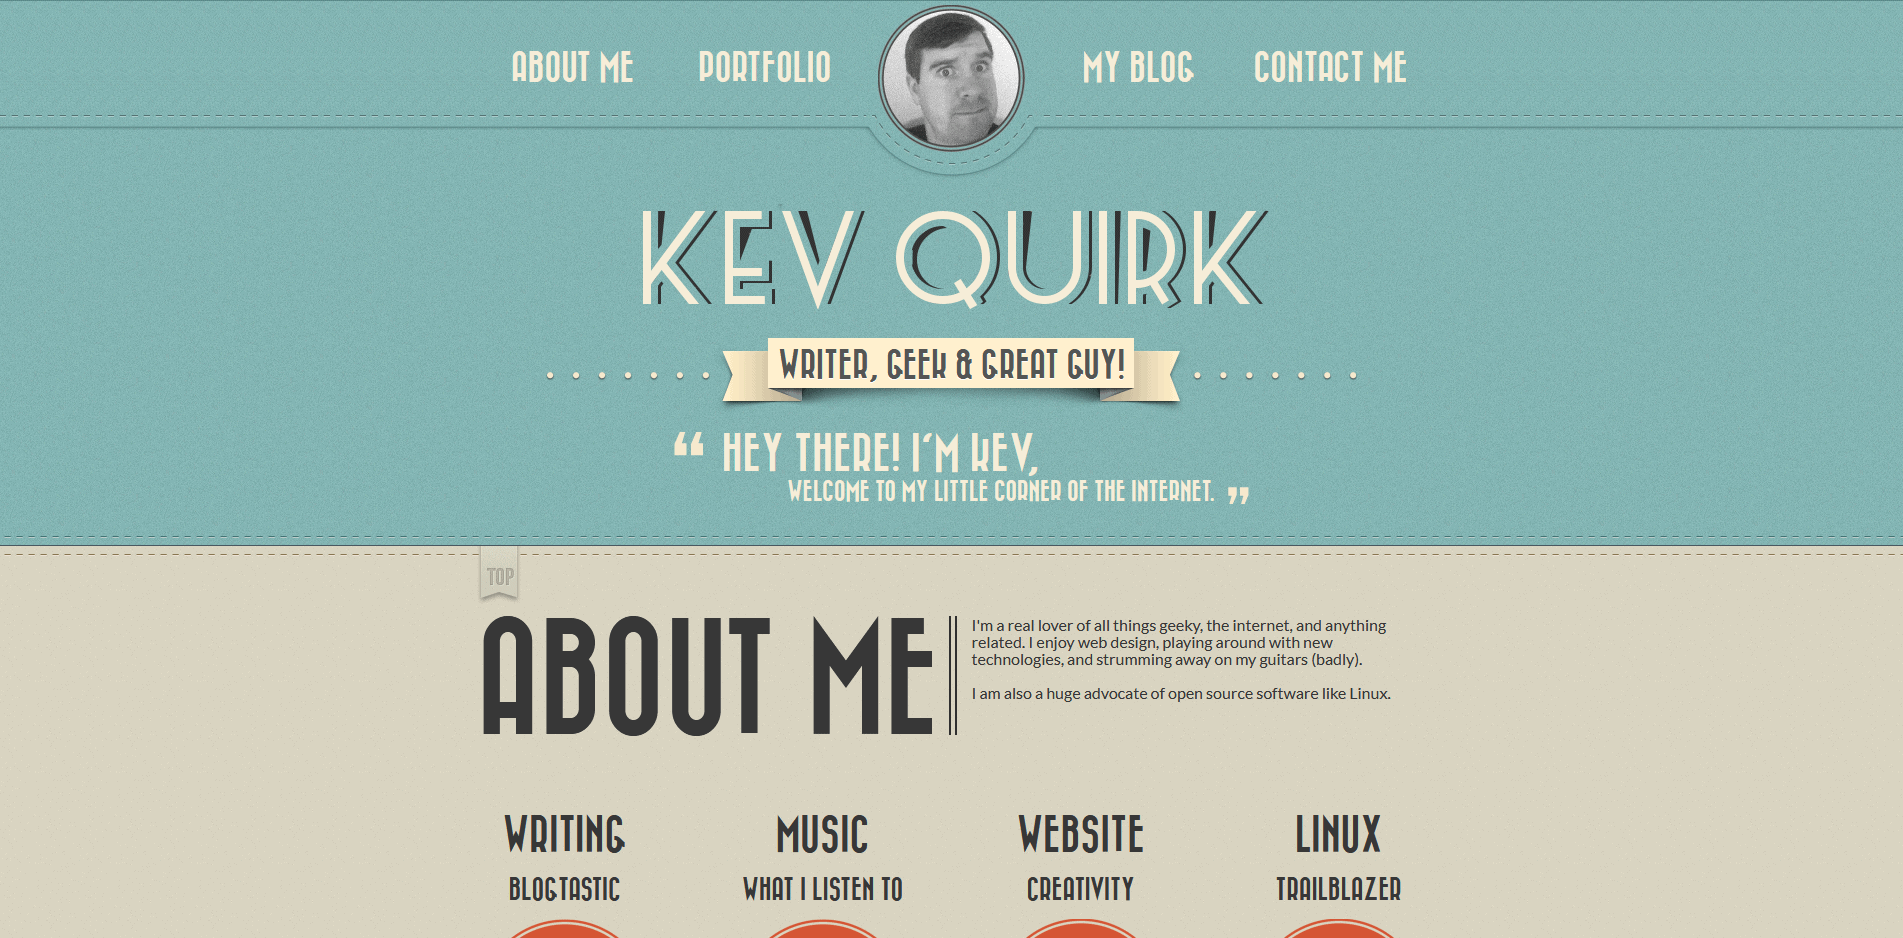 ABOUT ME
PORTFOLIO
MY BLOG
CONTACT ME
KEV QUIRK
WRITER, GEEK & GREAT GUY!
“ HEY THERE! I'M KEV,
WELCOME TO MY LITTLE CORNER OF THE INTERNET. ”
TOP
ABOUT ME
I'm a real lover of all things geeky, the internet, and anything
related. I enjoy web design, playing around with new
technologies, and strumming away on my guitars (badly).
I am also a huge advocate of open source software like Linux.
WRITING
BLOGTASTIC
MUSIC
WHAT I LISTEN TO
WEBSITE
CREATIVITY
LINUX
TRAILBLAZER